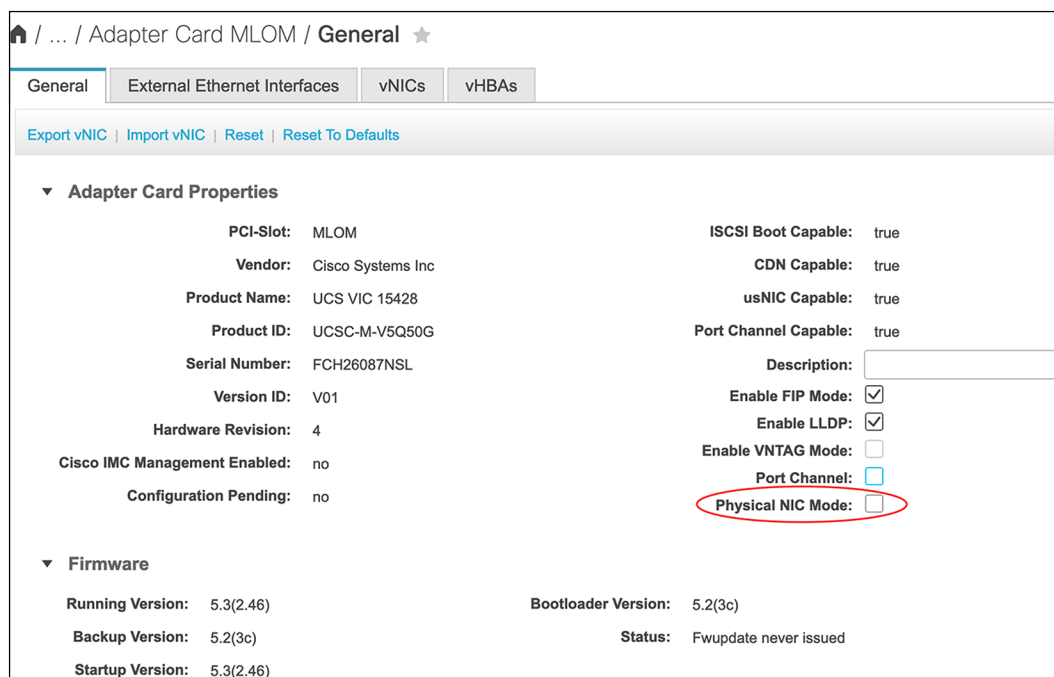 / ... / Adapter Card MLOM / General
General External Ethernet Interfaces vNICs vHBAs
Export vNIC | Import vNIC | Reset | Reset To Defaults
Adapter Card Properties
PCI-Slot: MLOM ISCSI Boot Capable: true
Vendor: Cisco Systems Inc CDN Capable: true
Product Name: UCS VIC 15428 usNIC Capable: true
Product ID: UCSC-M-V5Q50G Port Channel Capable: true
Serial Number: FCH26087NSL Description:
Version ID: V01 Enable FIP Mode:
Enable LLDP:
Hardware Revision: 4
Enable VNTAG Mode:
Cisco IMC Management Enabled: no
Port Channel:
Configuration Pending: no
Physical NIC Mode:
Firmware
Running Version: 5.3(2.46) Bootloader Version: 5.2(3c)
Backup Version: 5.2(3c) Status: Fwupdate never issued
Startup Version: 5.3(2.46)